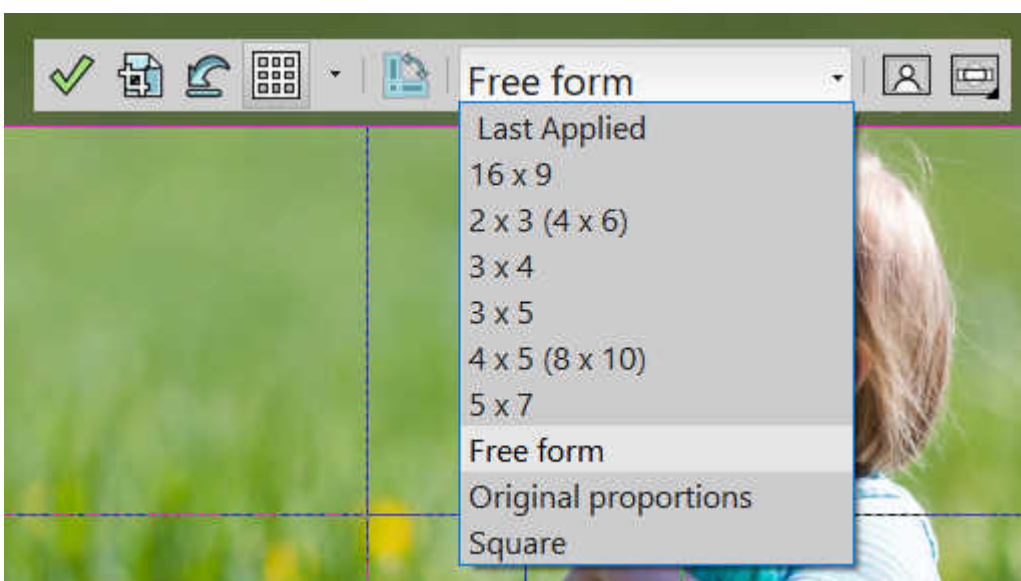 Free form
Last Applied
16 x 9
2 x 3 (4 x 6)
3 x 4
3 x 5
4 x 5 (8 x 10)
5 x 7
Free form
Original proportions
Square